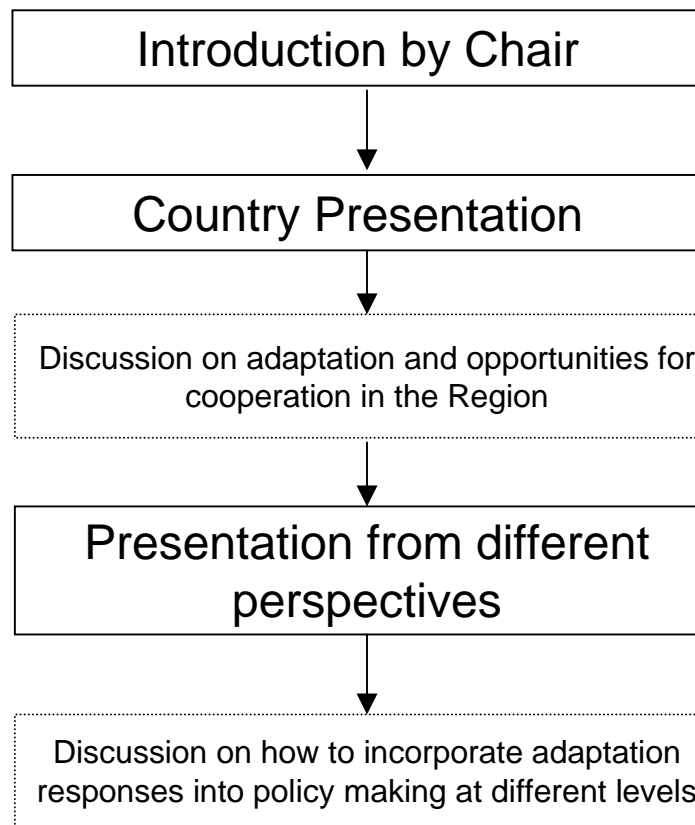 Introduction by Chair
Country Presentation
Discussion on adaptation and opportunities for
cooperation in the Region
Presentation from different
perspectives
Discussion on how to incorporate adaptation
responses into policy making at different levels